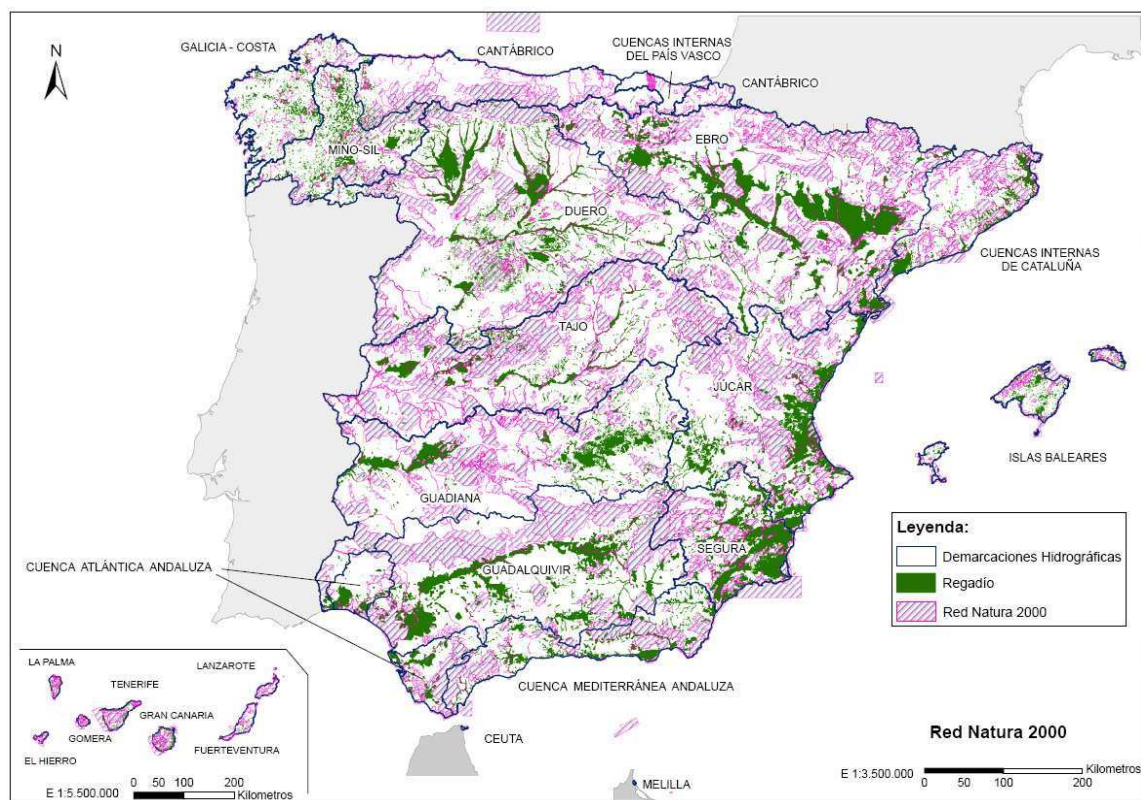 N
GALICIA - COSTA
CANTÁBRICO
CUENCAS INTERNAS
DEL PAÍS VASCO
CANTÁBRICO
MIÑO-SIL
EBRO
DUERO
CUENCAS INTERNAS
DE CATALUÑA
TAJO
JUCAR
ISLAS BALEARES
GUADIANA
SEGURA
CUENCA ATLÁNTICA ANDALUZA
GUADALQUIVIR
CUENCA MEDITERRÁNEA ANDALUZA
CEUTA
MELILLA
Leyenda:
Demarcaciones Hidrográficas
Regadío
Red Natura 2000
LA PALMA
LANZAROTE
TENERIFE
GRAN CANARIA
GOMERA
EL HIERRO
FUERTEVENTURA
E 1:5.500.000
0 50 100 200
Kilometros
Red Natura 2000
E 1:3.500.000
0 50 100 200
Kilometros